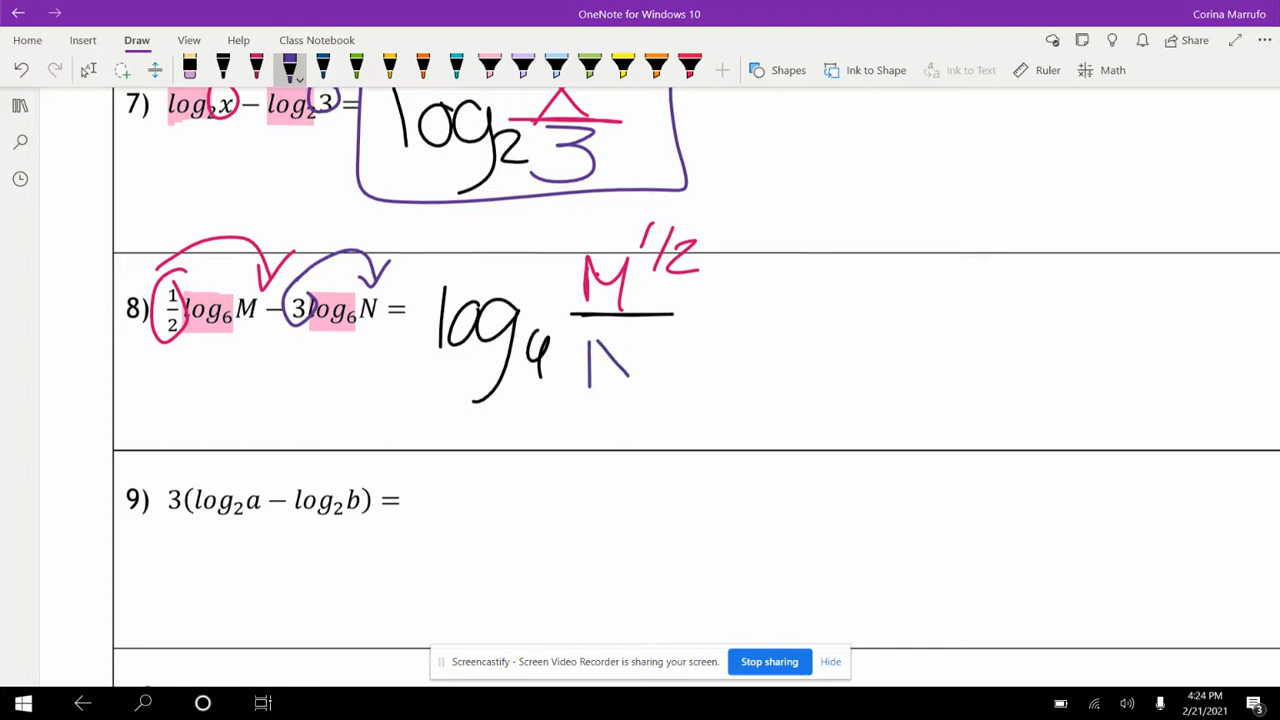 OneNote for Windows 10
Corina Marrufo
Home Insert Draw View Help Class Notebook
Share
Shapes Ink to Shape Ink to Text Ruler Math
7) log₂x − log₂3 = log₂ /3
8) ½log₆M − 3log₆N = log M^1/2 /
9) 3(log₂a − log₂b) =
Screencastify - Screen Video Recorder is sharing your screen. Stop sharing Hide
4:24 PM
2/21/2021
3